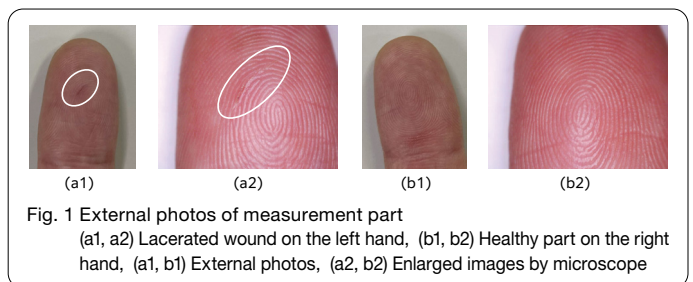 (a1) (a2) (b1) (b2)
Fig. 1 External photos of measurement part
(a1, a2) Lacerated wound on the left hand, (b1, b2) Healthy part on the right
hand, (a1, b1) External photos, (a2, b2) Enlarged images by microscope